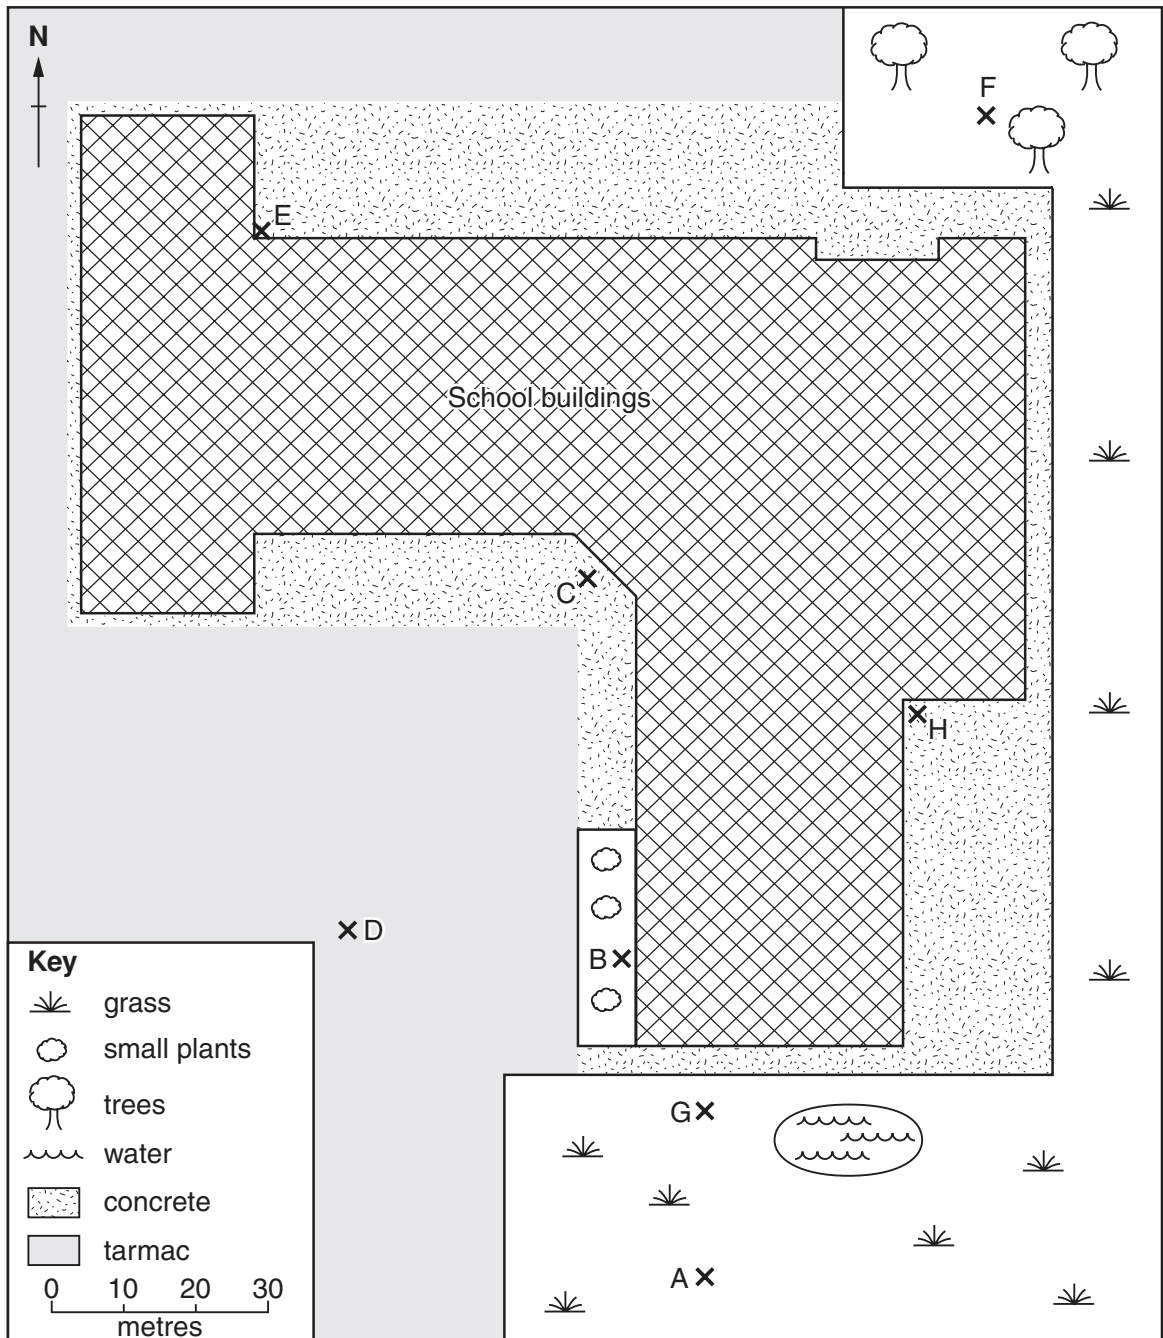 N
F
E
School buildings
C
H
D
B
Key
grass
small plants
trees
water
concrete
tarmac
0 10 20 30
metres
G
A